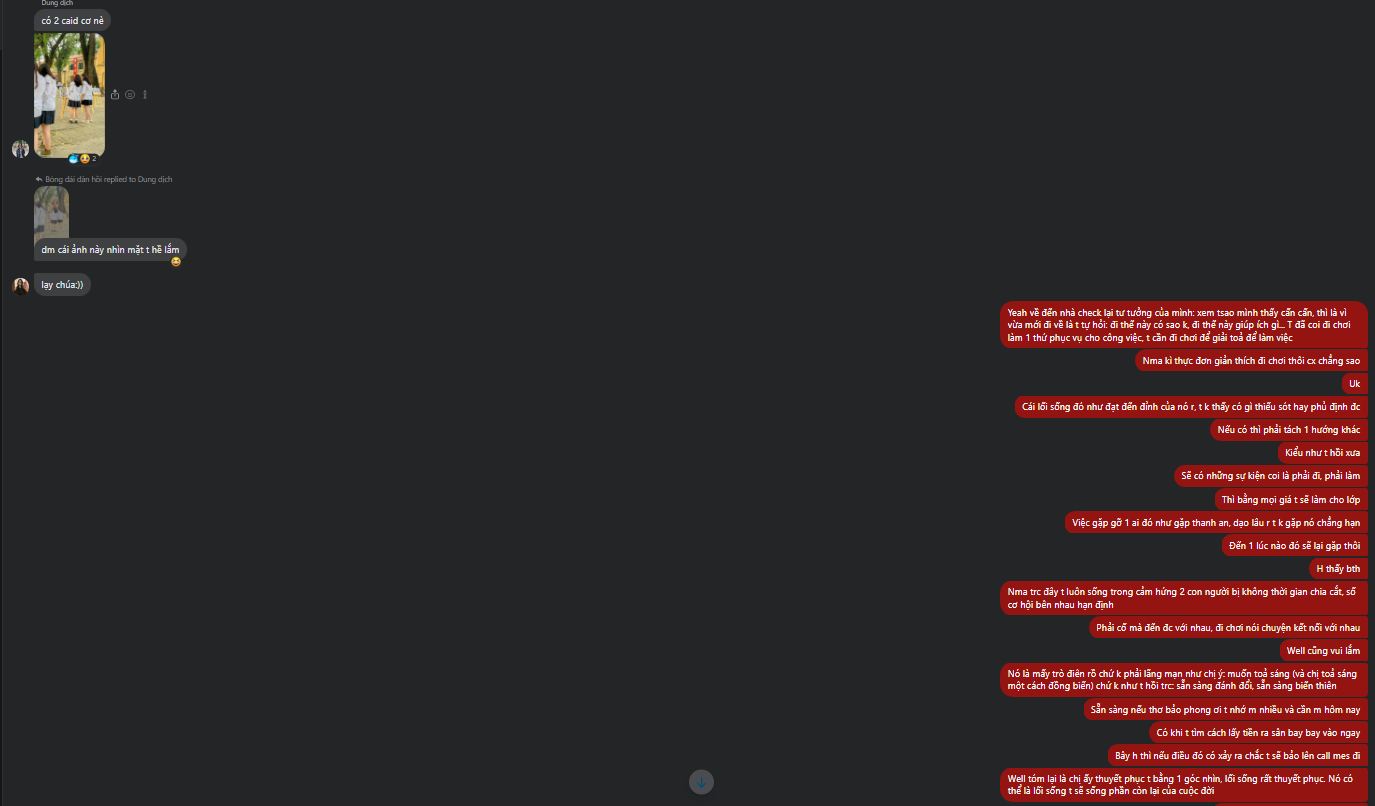 Dung dịch
có 2 caid cơ nè
2
Bóng dái đàn hồi replied to Dung dịch
dm cái ảnh này nhìn mặt t hề lắm
lạy chúa:))
Yeah về đến nhà check lại tư tưởng của mình: xem tsao mình thấy cấn cấn, thì là vì
vừa mới đi về là t tự hỏi: đi thế này có sao k, đi thế này giúp ích gì... T đã coi đi chơi
làm 1 thứ phục vụ cho công việc, t cần đi chơi để giải toả để làm việc
Nma kì thực đơn giản thích đi chơi thôi cx chẳng sao
Uk
Cái lối sống đó như đạt đến đỉnh của nó r, t k thấy có gì thiếu sót hay phủ định đc
Nếu có thì phải tách 1 hướng khác
Kiểu như t hồi xưa
Sẽ có những sự kiện coi là phải đi, phải làm
Thì bằng mọi giá t sẽ làm cho lớp
Việc gặp gỡ 1 ai đó như gặp thanh an, dạo lâu r t k gặp nó chẳng hạn
Đến 1 lúc nào đó sẽ lại gặp thôi
H thấy bth
Nma trc đây t luôn sống trong cảm hứng 2 con người bị không thời gian chia cắt, số
cơ hội bên nhau hạn định
Phải cố mà đến đc với nhau, đi chơi nói chuyện kết nối với nhau
Well cũng vui lắm
Nó là mấy trò điên rồ chứ k phải lãng mạn như chị ý: muốn toả sáng (và chị toả sáng
một cách đồng biến) chứ k như t hồi trc: sẵn sàng đánh đổi, sẵn sàng biến thiên
Sẵn sàng nếu thơ bảo phong ơi t nhớ m nhiều và cần m hôm nay
Có khi t tìm cách lấy tiền ra sân bay bay vào ngay
Bây h thì nếu điều đó có xảy ra chắc t sẽ bảo lên call mes đi
Well tóm lại là chị ấy thuyết phục t bằng 1 góc nhìn, lối sống rất thuyết phục. Nó có
thể là lối sống t sẽ sống phần còn lại của cuộc đời